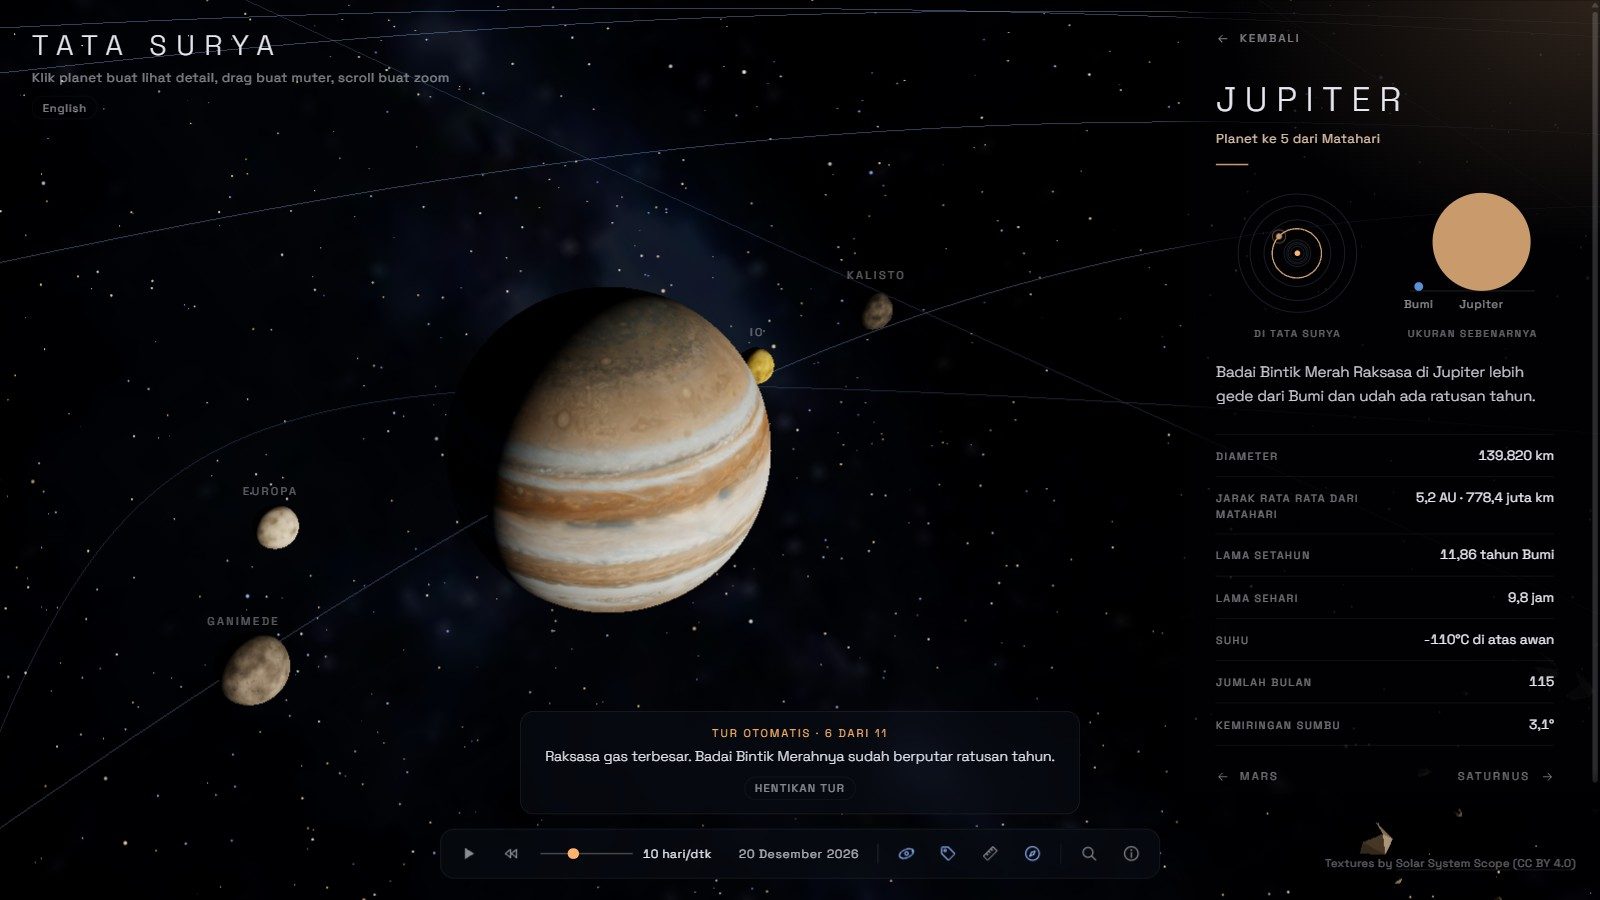 TATA SURYA
Klik planet buat lihat detail, drag buat muter, scroll buat zoom
English
KALISTO
IO
EUROPA
GANIMEDE
TUR OTOMATIS · 6 DARI 11
Raksasa gas terbesar. Badai Bintik Merahnya sudah berputar ratusan tahun.
HENTIKAN TUR
10 hari/dtk
20 Desember 2026
← KEMBALI
JUPITER
Planet ke 5 dari Matahari
Bumi
Jupiter
DI TATA SURYA
UKURAN SEBENARNYA
Badai Bintik Merah Raksasa di Jupiter lebih
gede dari Bumi dan udah ada ratusan tahun.
DIAMETER
139.820 km
JARAK RATA RATA DARI
MATAHARI
5,2 AU · 778,4 juta km
LAMA SETAHUN
11,86 tahun Bumi
LAMA SEHARI
9,8 jam
SUHU
-110°C di atas awan
JUMLAH BULAN
115
KEMIRINGAN SUMBU
3,1°
← MARS
SATURNUS →
Textures by Solar System Scope (CC BY 4.0)